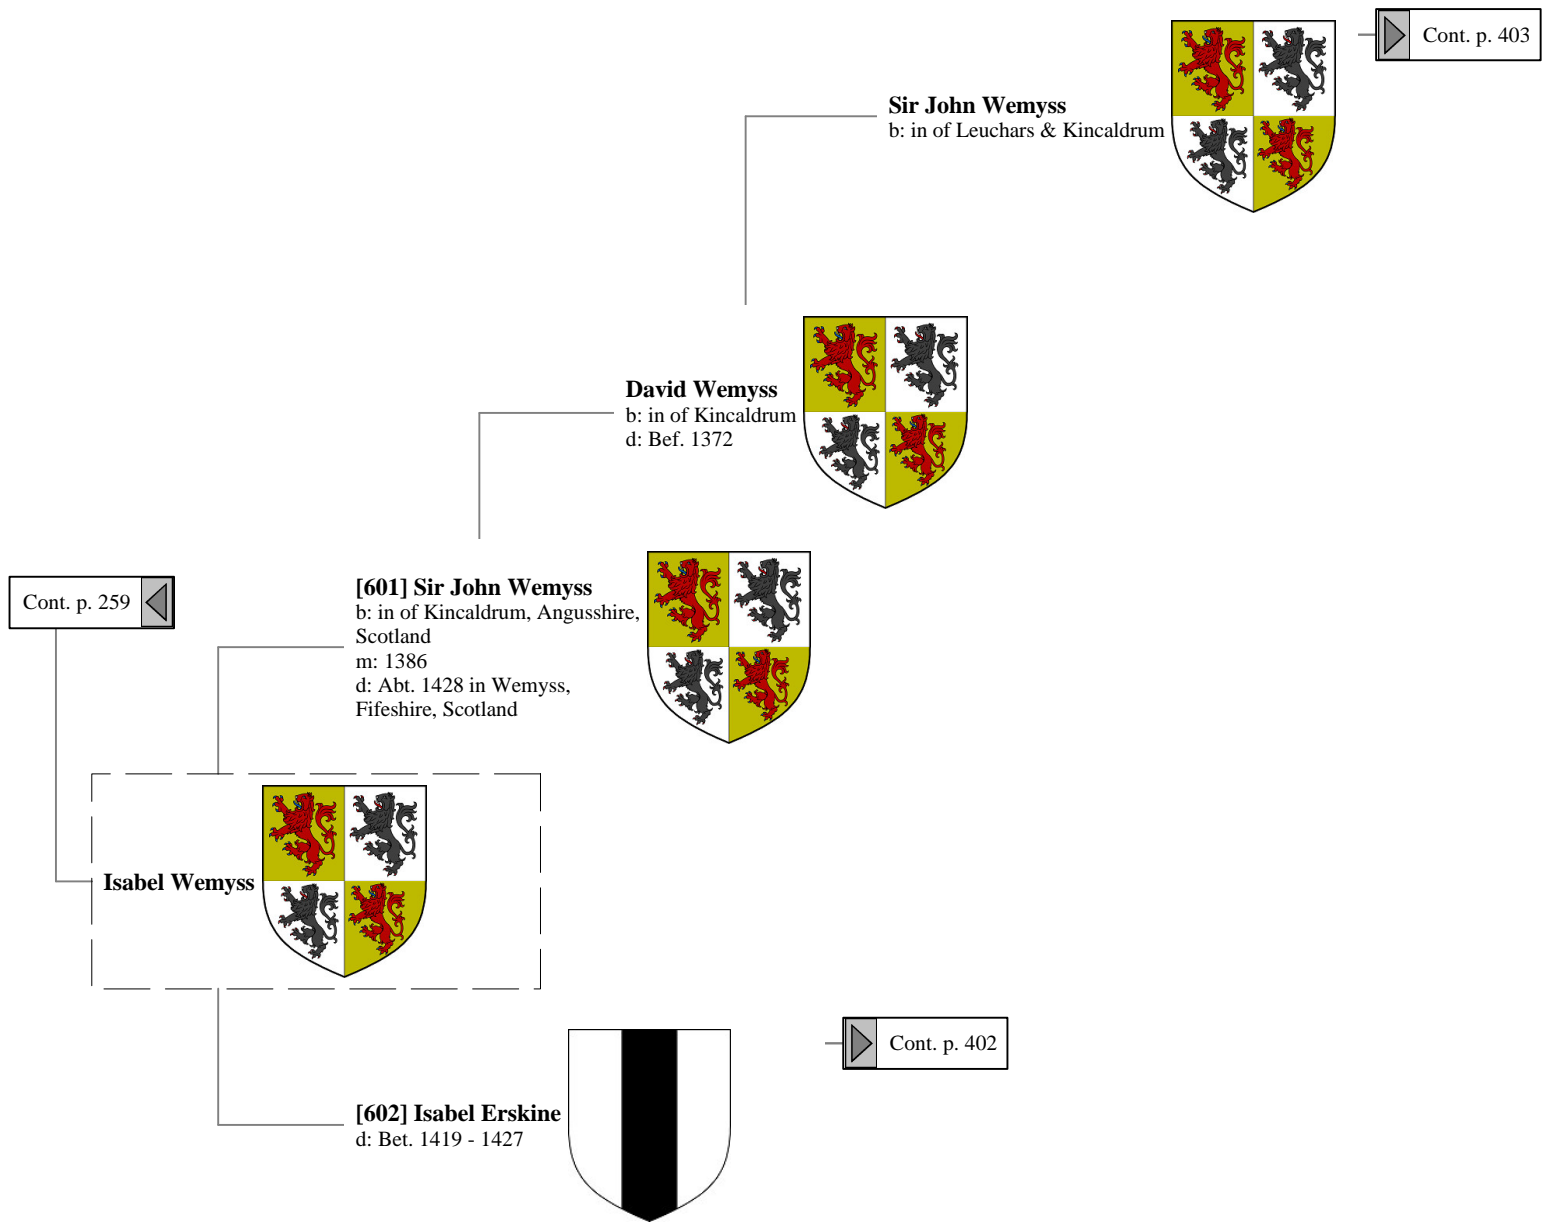 Cont. p. 403
Sir John Wemyss
b: in of Leuchars & Kincaldrum
David Wemyss
b: in of Kincaldrum
d: Bef. 1372
[601] Sir John Wemyss
b: in of Kincaldrum, Angusshire,
Scotland
m: 1386
d: Abt. 1428 in Wemyss,
Fifeshire, Scotland
Cont. p. 259
Isabel Wemyss
Cont. p. 402
[602] Isabel Erskine
d: Bet. 1419 - 1427